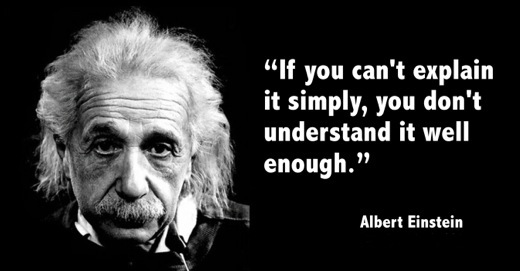 “If you can't explain
it simply, you don't
understand it well
enough.”
Albert Einstein